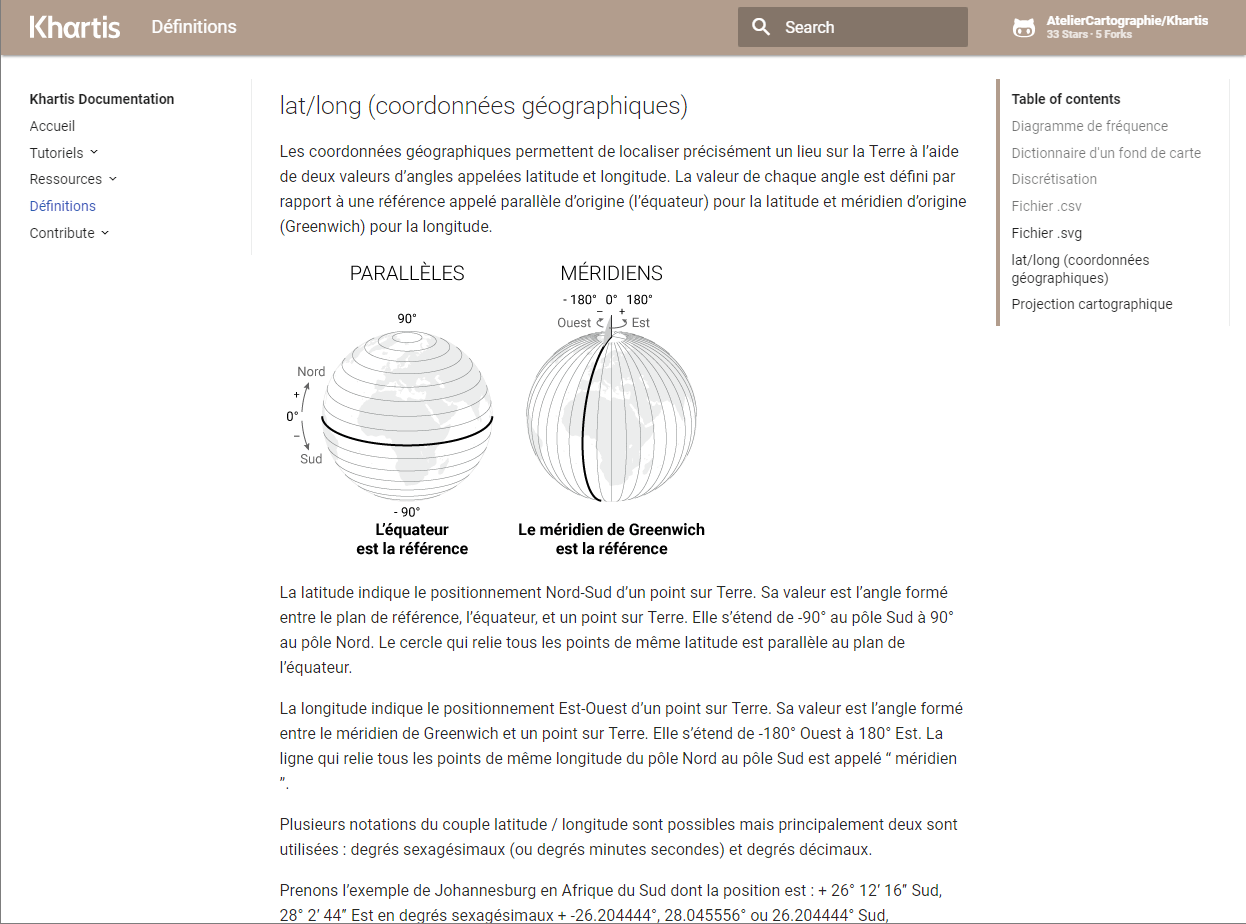 Khartis
Définitions
Search
AtelierCartographie/Khartis
33 Stars · 5 Forks
Khartis Documentation
Accueil
Tutoriels
Ressources
Définitions
Contribute
lat/long (coordonnées géographiques)
Les coordonnées géographiques permettent de localiser précisément un lieu sur la Terre à l’aide
de deux valeurs d’angles appelées latitude et longitude. La valeur de chaque angle est défini par
rapport à une référence appelé parallèle d’origine (l’équateur) pour la latitude et méridien d’origine
(Greenwich) pour la longitude.
PARALLÈLES
90°
Nord
+
0°
–
Sud
- 90°
L’équateur
est la référence
MÉRIDIENS
- 180° 0° 180°
– +
Ouest Est
Le méridien de Greenwich
est la référence
La latitude indique le positionnement Nord-Sud d’un point sur Terre. Sa valeur est l’angle formé
entre le plan de référence, l’équateur, et un point sur Terre. Elle s’étend de -90° au pôle Sud à 90°
au pôle Nord. Le cercle qui relie tous les points de même latitude est parallèle au plan de
l’équateur.
La longitude indique le positionnement Est-Ouest d’un point sur Terre. Sa valeur est l’angle formé
entre le méridien de Greenwich et un point sur Terre. Elle s’étend de -180° Ouest à 180° Est. La
ligne qui relie tous les points de même longitude du pôle Nord au pôle Sud est appelé “ méridien
”.
Plusieurs notations du couple latitude / longitude sont possibles mais principalement deux sont
utilisées : degrés sexagésimaux (ou degrés minutes secondes) et degrés décimaux.
Prenons l’exemple de Johannesburg en Afrique du Sud dont la position est : + 26° 12’ 16” Sud,
28° 2’ 44” Est en degrés sexagésimaux + -26.204444°, 28.045556° ou 26.204444° Sud,
Table of contents
Diagramme de fréquence
Dictionnaire d'un fond de carte
Discrétisation
Fichier .csv
Fichier .svg
lat/long (coordonnées
géographiques)
Projection cartographique